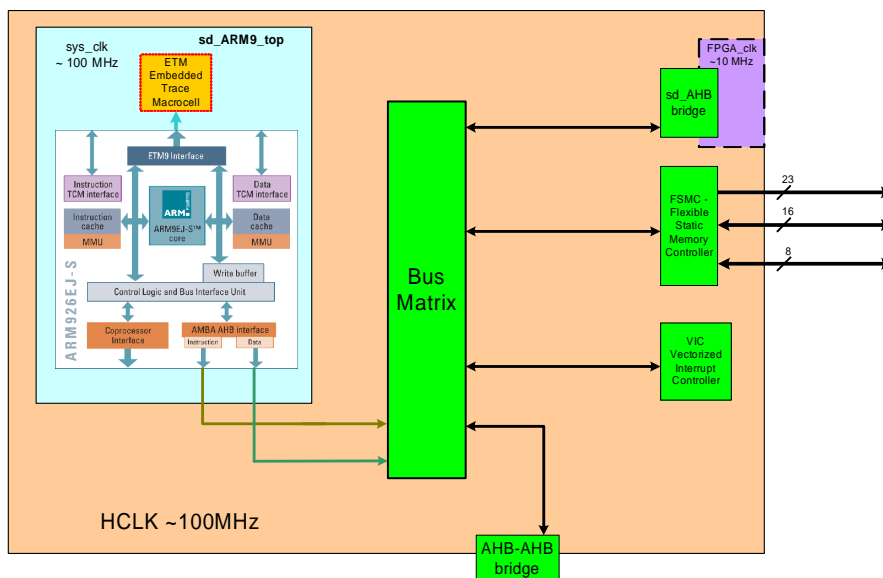 sys_clk
~ 100 MHz
sd_ARM9_top
ETM
Embedded
Trace
Macrocell
ETM9 Interface
Instruction
TCM interface
Data
TCM interface
ARM
POWERED
ARM9EJ-S™
core
Instruction
cache
MMU
Data
cache
MMU
Write buffer
Control Logic and Bus Interface Unit
Coprocessor
Interface
AMBA AHB interface
Instruction
Data
ARM926EJ-S
Bus
Matrix
FPGA_clk
~10 MHz
sd_AHB
bridge
FSMC -
Flexible
Static
Memory
Controller
23
16
8
VIC
Vectorized
Interrupt
Controller
HCLK ~100MHz
AHB-AHB
bridge